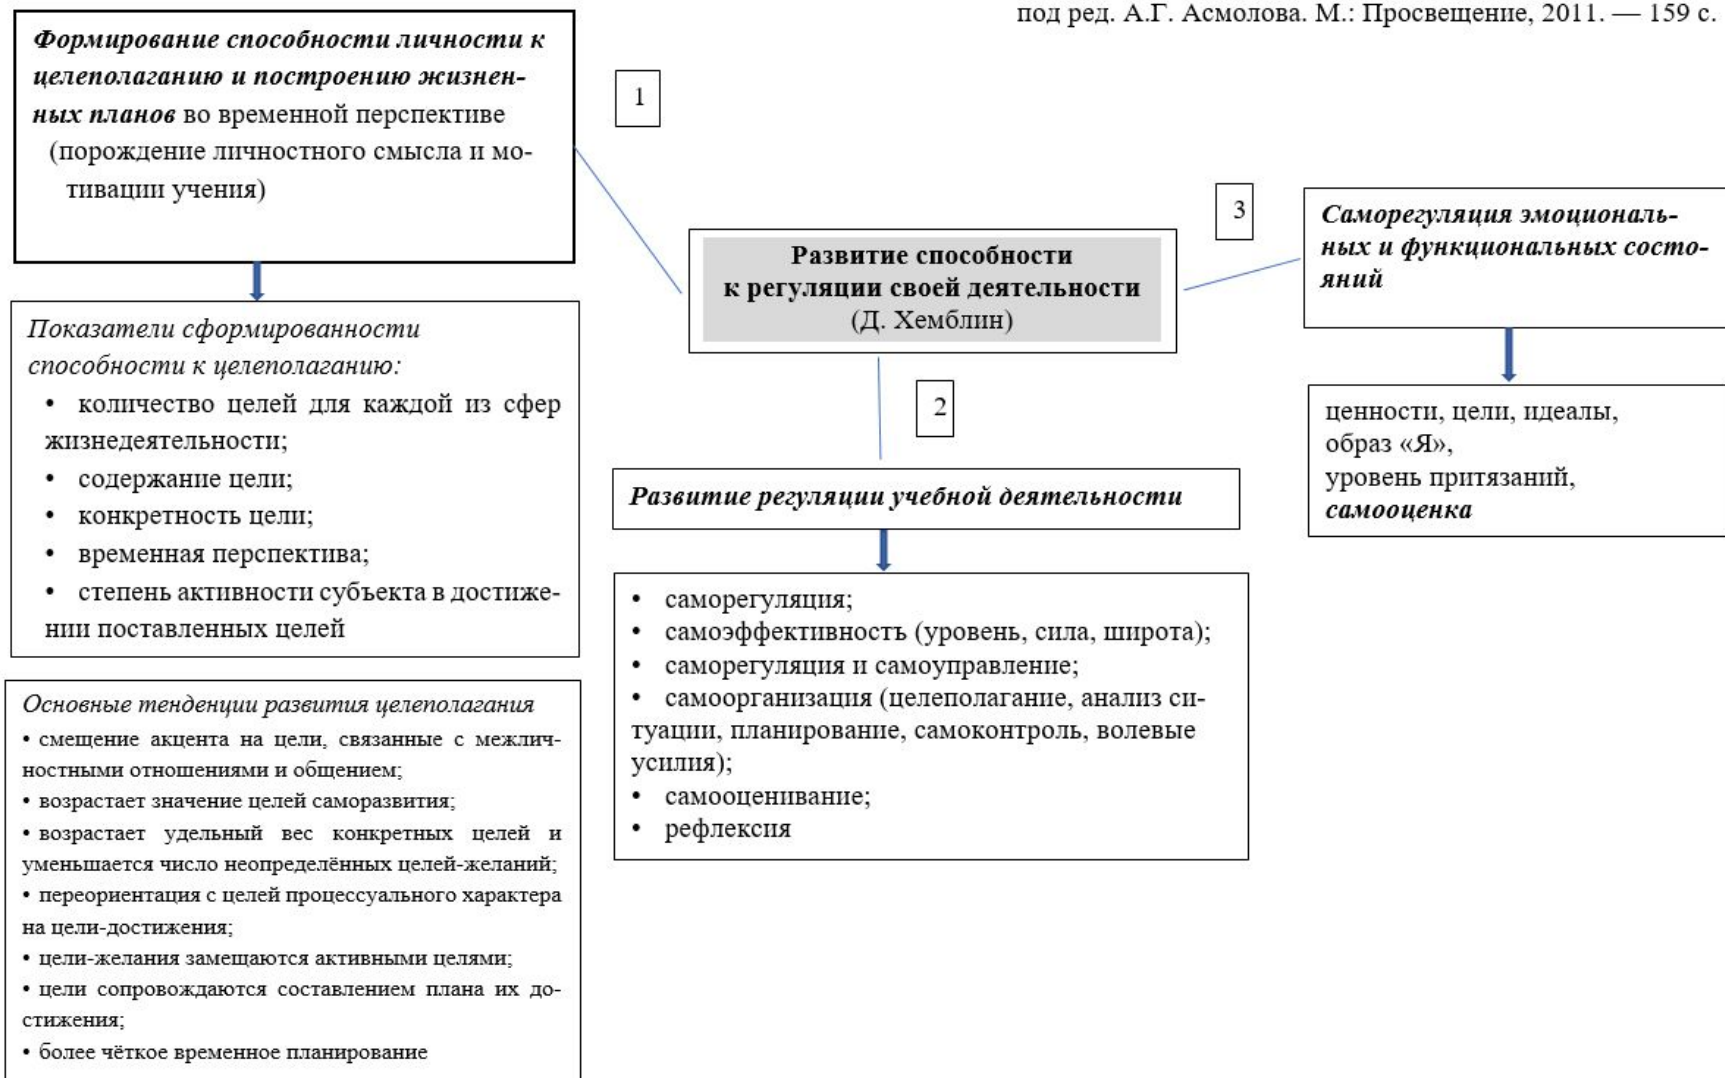 под ред. А.Г. Асмолова. М.: Просвещение, 2011. — 159 с.
Формирование способности личности к
целеполаганию и построению жизнен-
ных планов во временной перспективе
(порождение личностного смысла и мо-
тивации учения)
1
Показатели сформированности
способности к целеполаганию:
• количество целей для каждой из сфер
жизнедеятельности;
• содержание цели;
• конкретность цели;
• временная перспектива;
• степень активности субъекта в достиже-
нии поставленных целей
Основные тенденции развития целеполагания
• смещение акцента на цели, связанные с межлич-
ностными отношениями и общением;
• возрастает значение целей саморазвития;
• возрастает удельный вес конкретных целей и
уменьшается число неопределённых целей-желаний;
• переориентация с целей процессуального характера
на цели-достижения;
• цели-желания замещаются активными целями;
• цели сопровождаются составлением плана их до-
стижения;
• более чёткое временное планирование
Развитие способности
к регуляции своей деятельности
(Д. Хемблин)
2
Развитие регуляции учебной деятельности
• саморегуляция;
• самоэффективность (уровень, сила, широта);
• саморегуляция и самоуправление;
• самоорганизация (целеполагание, анализ си-
туации, планирование, самоконтроль, волевые
усилия);
• самооценивание;
• рефлексия
3
Саморегуляция эмоциональ-
ных и функциональных состо-
яний
ценности, цели, идеалы,
образ «Я»,
уровень притязаний,
самооценка